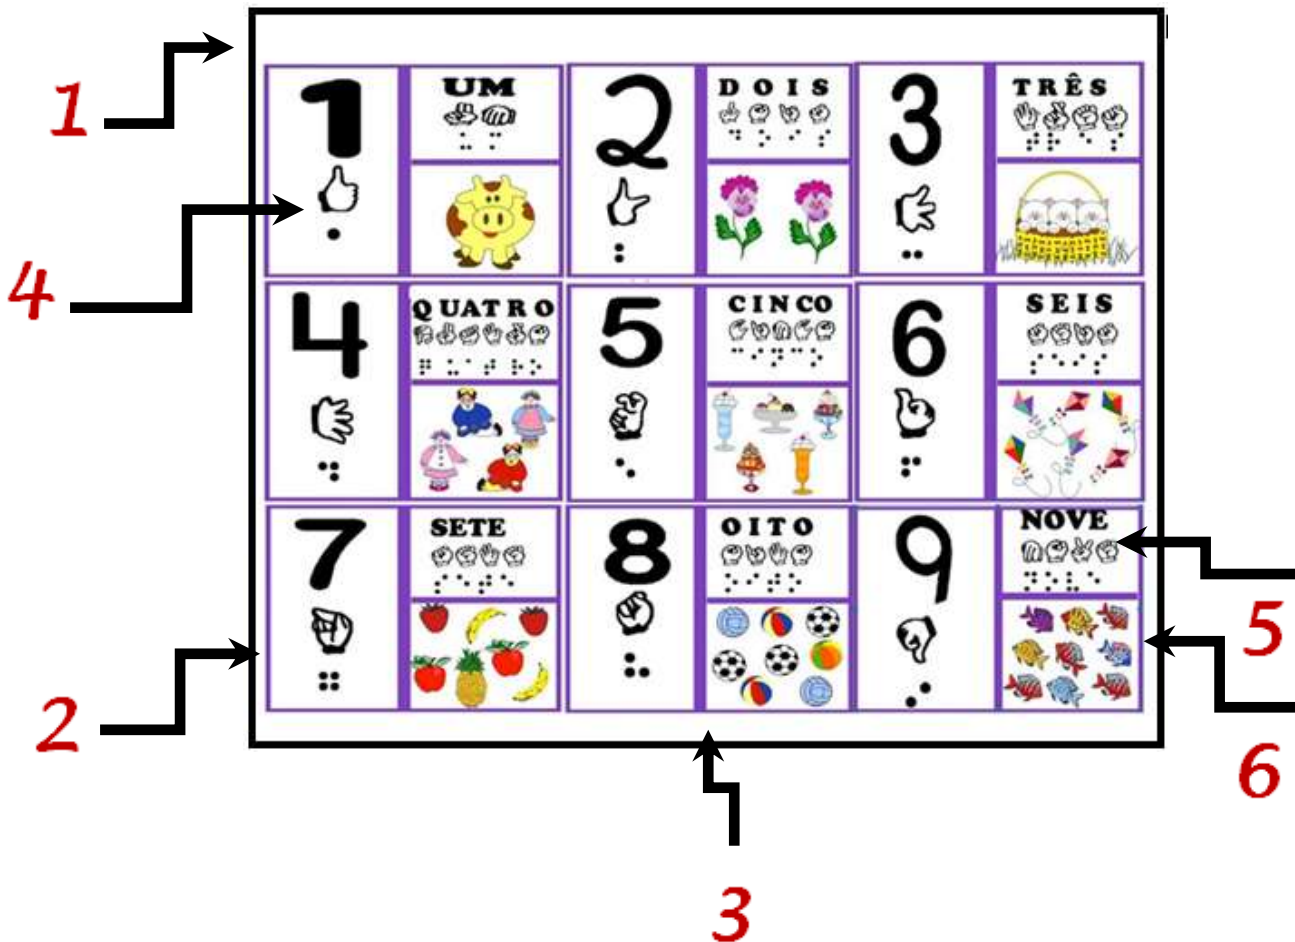 1
1 UM
2 DOIS
3 TRÊS
4
4 QUATRO
5 CINCO
6 SEIS
7 SETE
8 OITO
9 NOVE
5
2
6
3